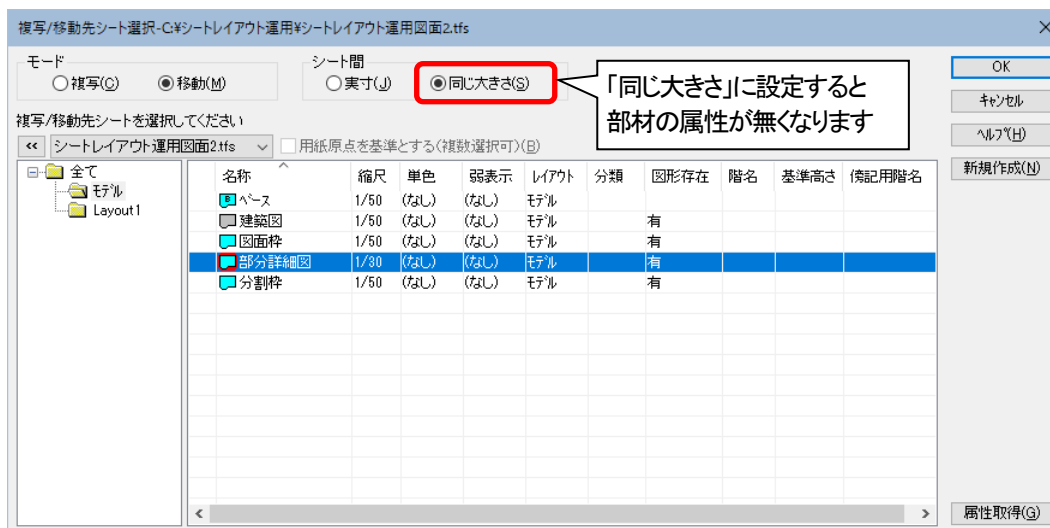 複写/移動先シート選択-C:¥シートレイアウト運用¥シートレイアウト運用図面2.tfs
モード
複写(C)
移動(M)
シート間
実寸(J)
同じ大きさ(S)
「同じ大きさ」に設定すると
部材の属性が無くなります
OK
キャンセル
ヘルプ(H)
新規作成(N)
複写/移動先シートを選択してください
<< シートレイアウト運用図面2.tfs
用紙原点を基準とする(複数選択可)(B)
全て
モデル
Layout1
名称 縮尺 単色 弱表示 レイアウト 分類 図形存在 階名 基準高さ 傍記用階名
B ベース 1/50 (なし) (なし) モデル
建築図 1/50 (なし) (なし) モデル 有
図面枠 1/50 (なし) (なし) モデル 有
部分詳細図 1/30 (なし) (なし) モデル 有
分割枠 1/50 (なし) (なし) モデル 有
属性取得(G)